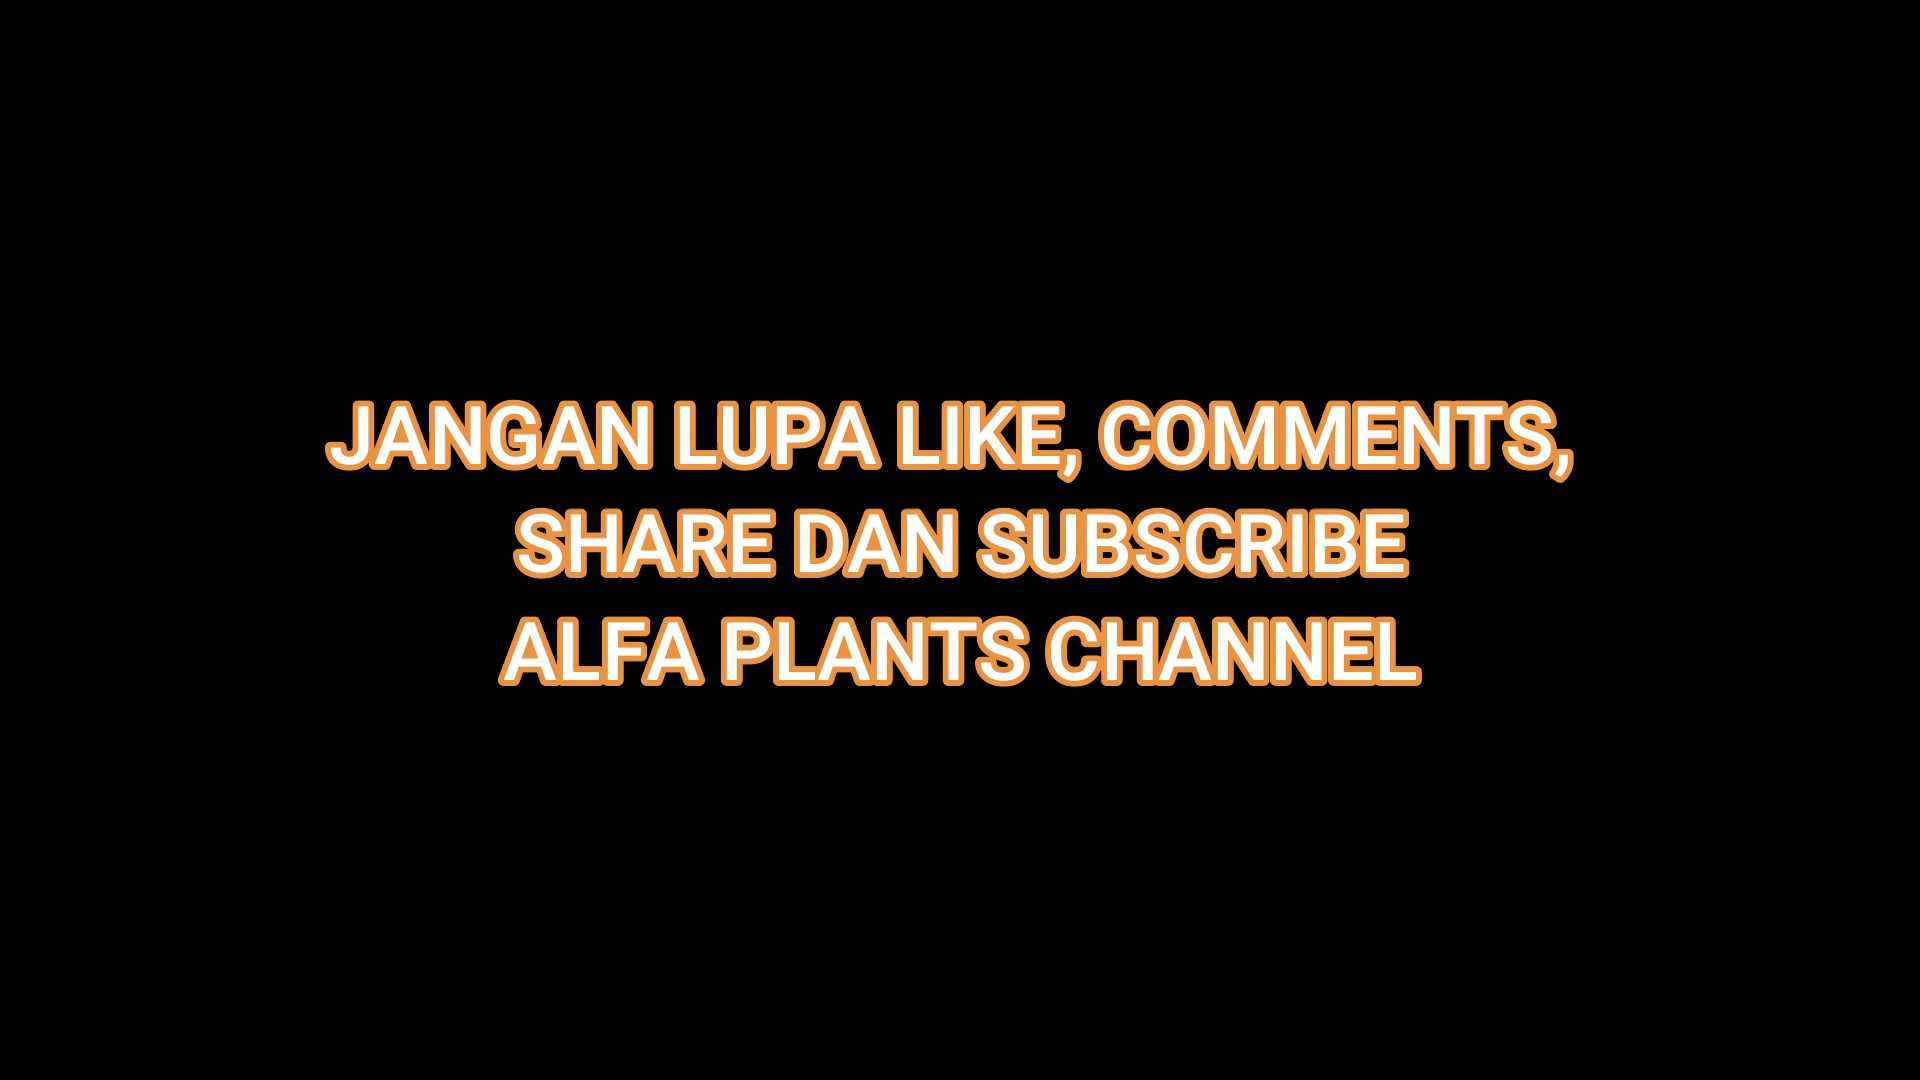 JANGAN LUPA LIKE, COMMENTS,
SHARE DAN SUBSCRIBE
ALFA PLANTS CHANNEL